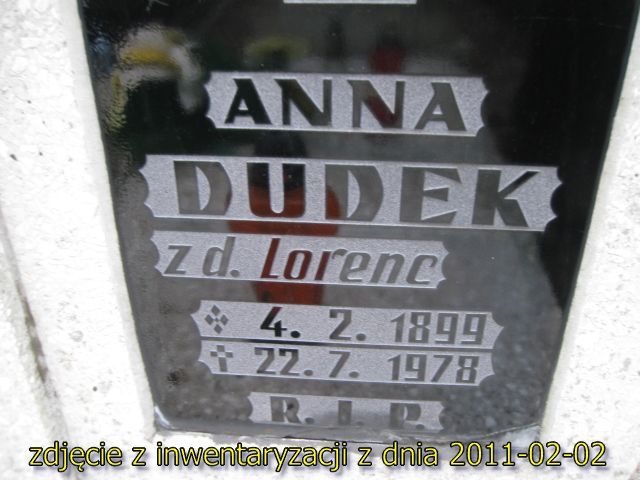 ANNA
DUDEK
z d. Lorenc
4. 2. 1899
† 22. 7. 1978
R. I. P.
zdjęcie z inwentaryzacji z dnia 2011-02-02